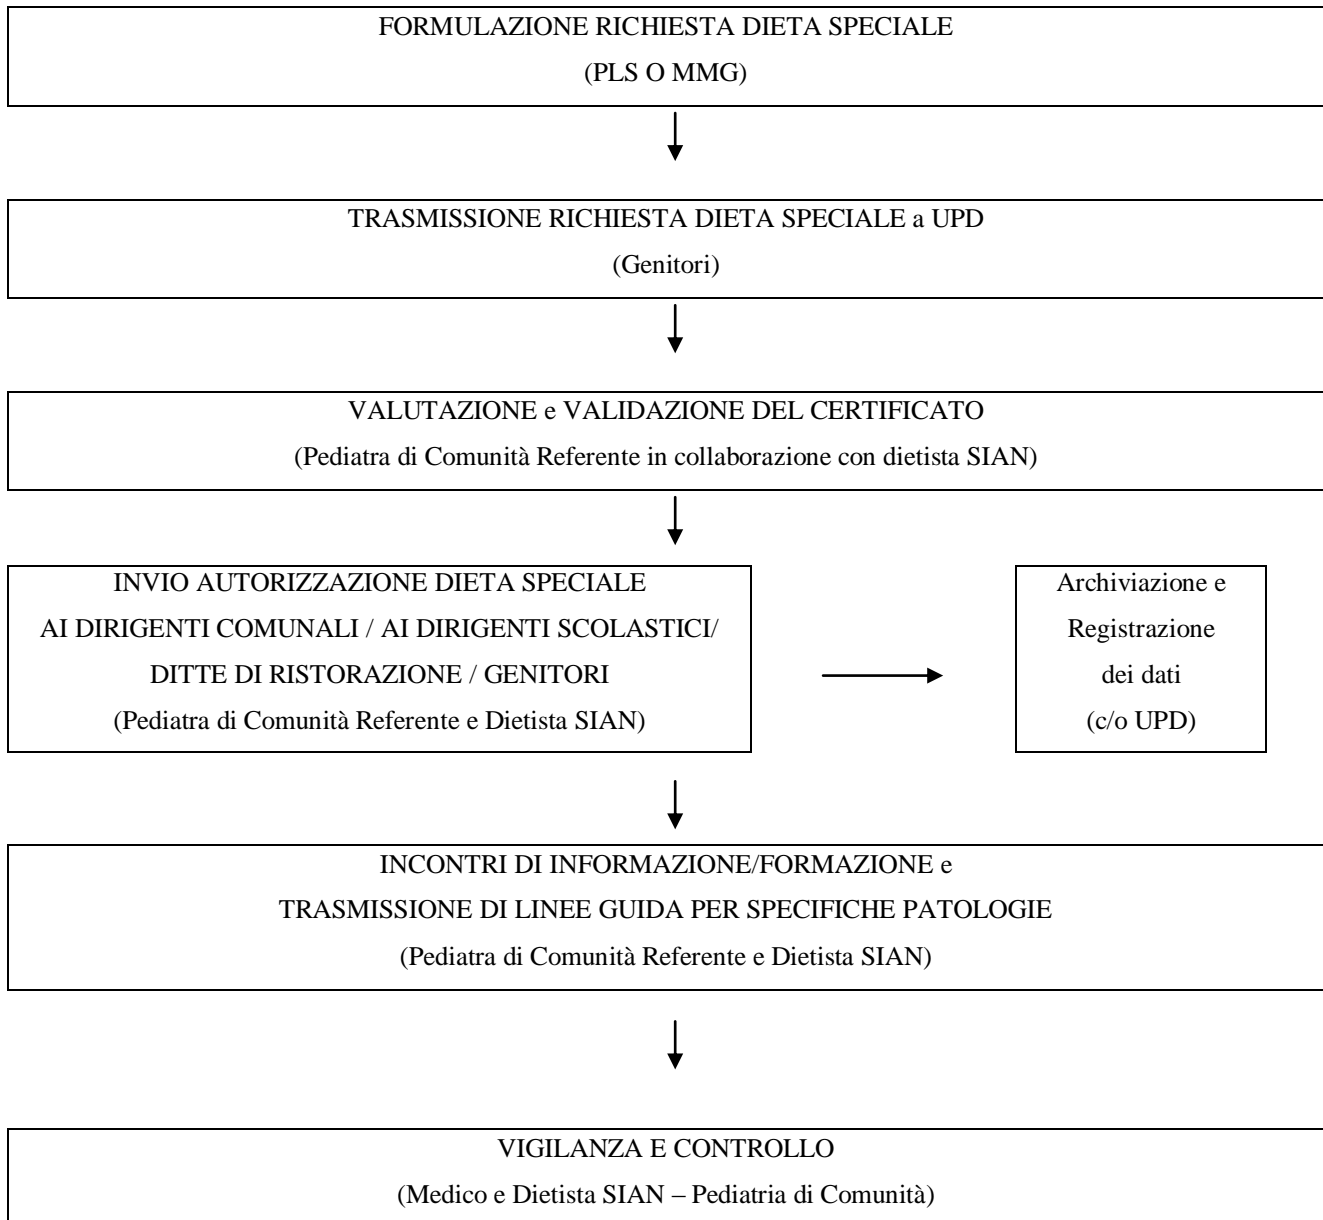 FORMULAZIONE RICHIESTA DIETA SPECIALE
(PLS O MMG)
TRASMISSIONE RICHIESTA DIETA SPECIALE a UPD
(Genitori)
VALUTAZIONE e VALIDAZIONE DEL CERTIFICATO
(Pediatra di Comunità Referente in collaborazione con dietista SIAN)
INVIO AUTORIZZAZIONE DIETA SPECIALE
AI DIRIGENTI COMUNALI / AI DIRIGENTI SCOLASTICI/
DITTE DI RISTORAZIONE / GENITORI
(Pediatra di Comunità Referente e Dietista SIAN)
Archiviazione e
Registrazione
dei dati
(c/o UPD)
INCONTRI DI INFORMAZIONE/FORMAZIONE e
TRASMISSIONE DI LINEE GUIDA PER SPECIFICHE PATOLOGIE
(Pediatra di Comunità Referente e Dietista SIAN)
VIGILANZA E CONTROLLO
(Medico e Dietista SIAN – Pediatria di Comunità)